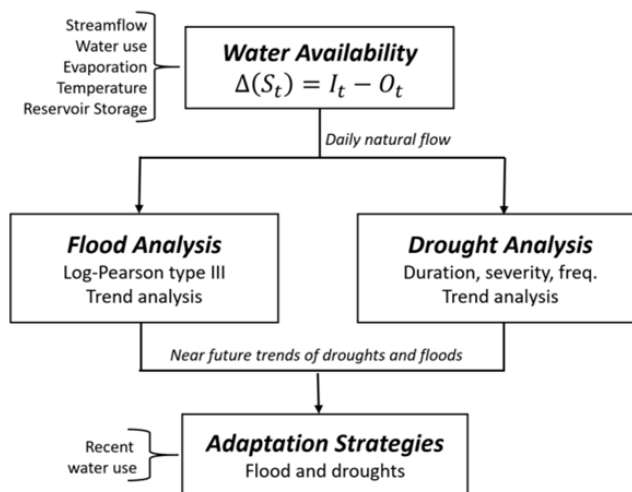 Streamflow
Water use
Evaporation
Temperature
Reservoir Storage
Water Availability
Δ(S_t) = I_t − O_t
Daily natural flow
Flood Analysis
Log-Pearson type III
Trend analysis
Drought Analysis
Duration, severity, freq.
Trend analysis
Near future trends of droughts and floods
Recent
water use
Adaptation Strategies
Flood and droughts